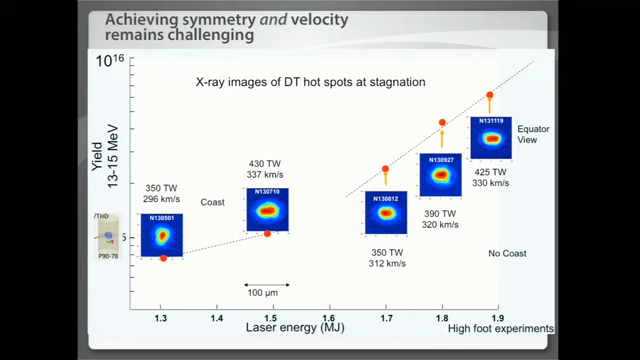 Achieving symmetry and velocity
remains challenging
10^16
X-ray images of DT hot spots at stagnation
Yield
13-15 MeV
N131119
Equator
View
425 TW
330 km/s
N130927
390 TW
320 km/s
430 TW
337 km/s
N130710
N130812
350 TW
312 km/s
350 TW
296 km/s
Coast
N130501
/THD
P90-78
5
No Coast
100 µm
1.3
1.4
1.5
1.6
1.7
1.8
1.9
Laser energy (MJ)
High foot experiments